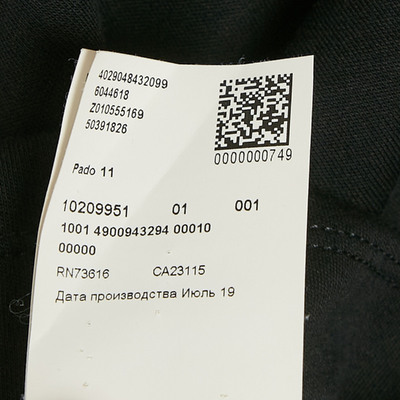 4029048432099
6044618
Z010555169
50391826
0000000749
Pado 11
10209951 01 001
1001 4900943294 00010
00000
RN73616 CA23115
Дата производства Июль 19